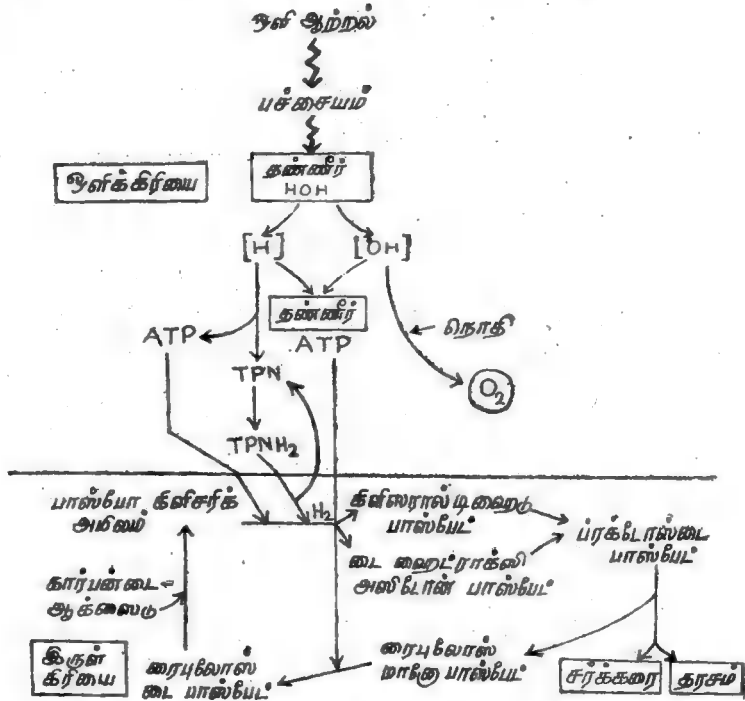 ஒளி ஆற்றல்
பச்சையம்
ஒளிக்கிரியை
தண்ணீர்
HOH
[H]
[OH]
தண்ணீர்
ATP
ATP
நொதி
TPN
O₂
TPNH₂
பாஸ்போ கிளிசரிக்
அமிலம்
H₂
கிளிஸரால்டிஹைடு
பாஸ்பேட்
டை ஹைட்ராக்ஸி
அஸிடோன் பாஸ்பேட்
ப்ரக்டோஸ்டை
பாஸ்பேட்
கார்பன்டை
ஆக்ஸைடு
இருள்
கிரியை
ரைபுலோஸ்
டை பாஸ்பேட்
ரைபுலோஸ்
மானோ பாஸ்பேட்
சர்க்கரை
தரசம்